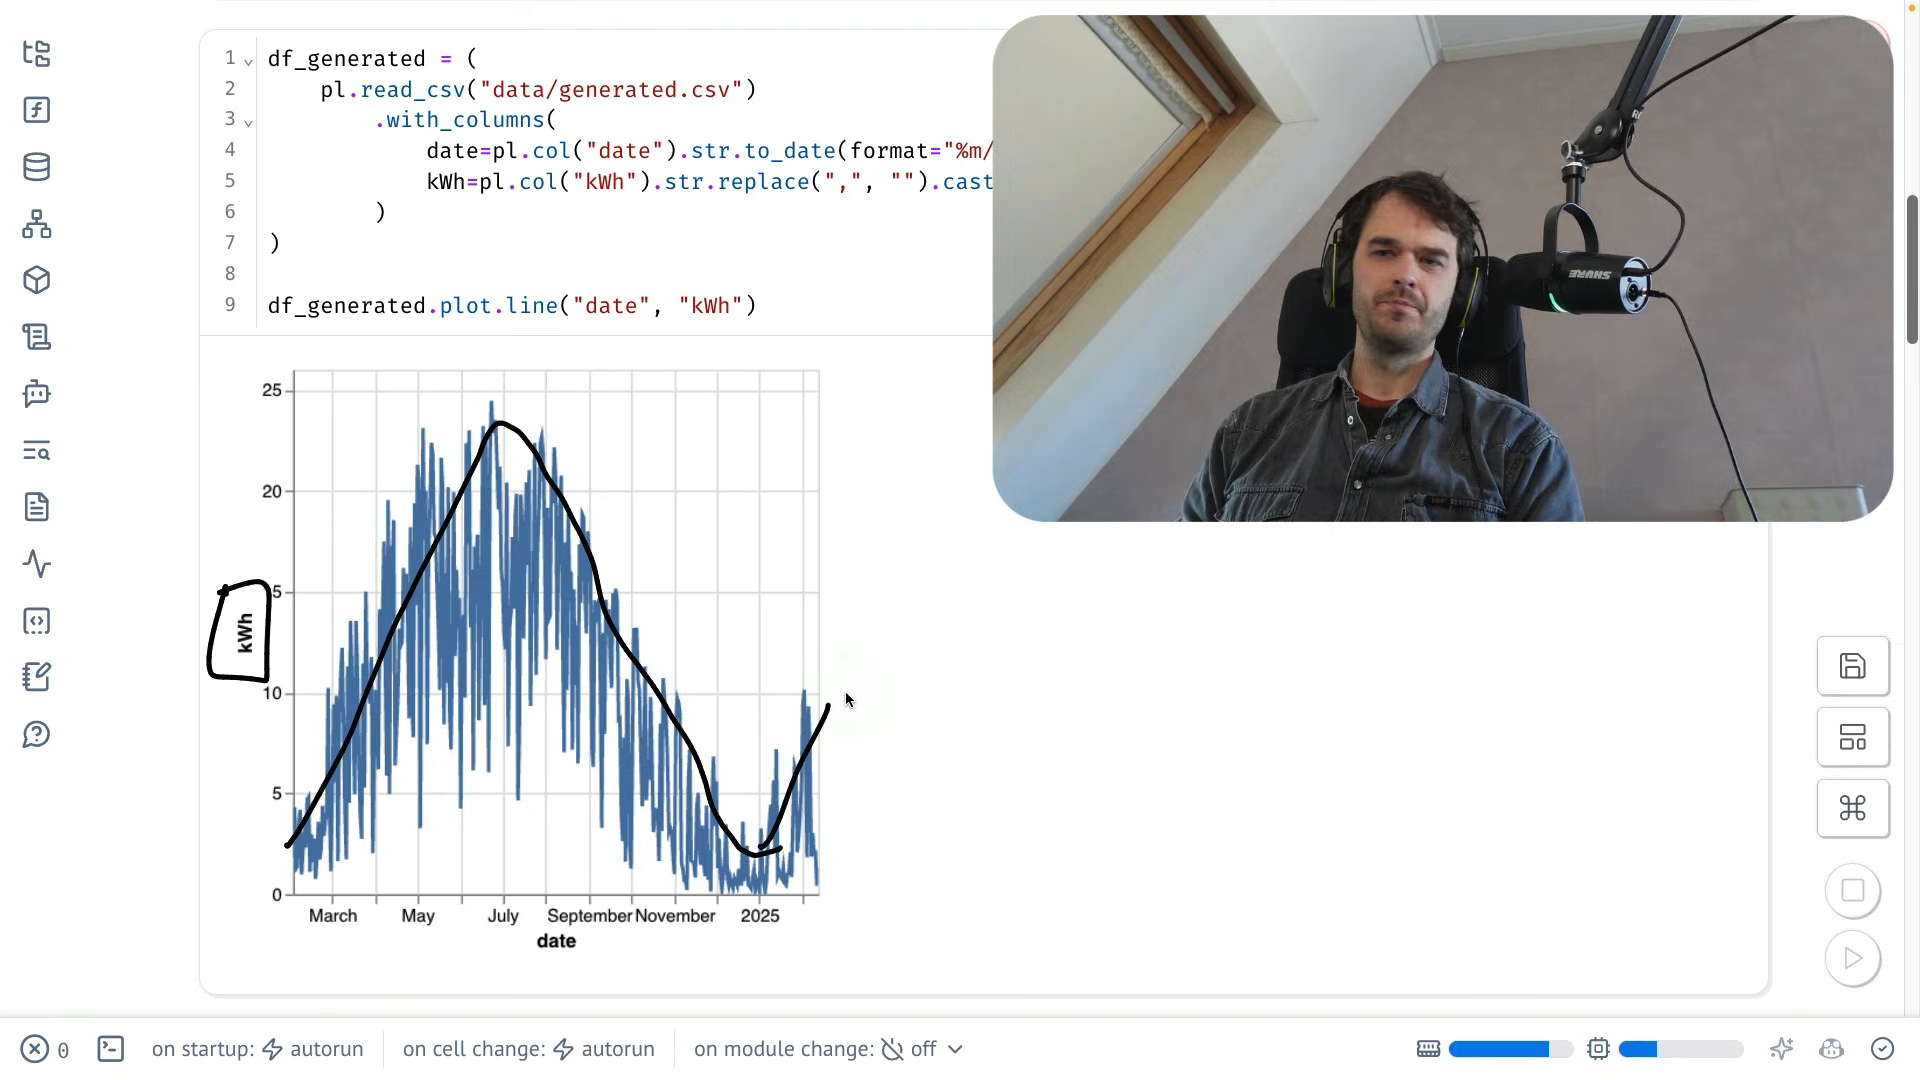 1 df_generated = (
2 pl.read_csv("data/generated.csv")
3 .with_columns(
4 date=pl.col("date").str.to_date(format="%m/
5 kWh=pl.col("kWh").str.replace(",", "").cast
6 )
7 )
8
9 df_generated.plot.line("date", "kWh")
SHURE
25
20
5
10
5
0
kWh
March May July September November 2025
date
0 on startup: autorun on cell change: autorun on module change: off